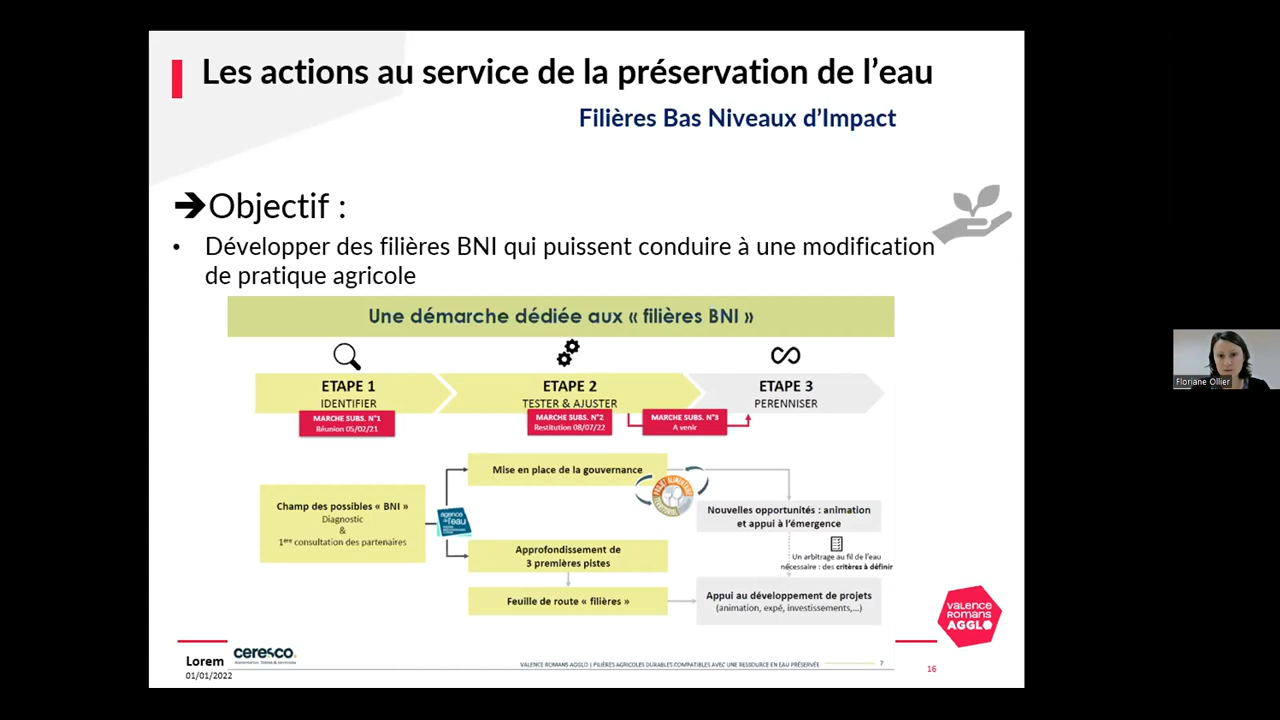 Les actions au service de la préservation de l'eau
Filières Bas Niveaux d'Impact
➔Objectif :
• Développer des filières BNI qui puissent conduire à une modification
de pratique agricole
Une démarche dédiée aux « filières BNI »
ETAPE 1
IDENTIFIER
MARCHE SUBS. N°1
Réunion 05/02/21
ETAPE 2
TESTER & AJUSTER
MARCHE SUBS. N°2
Restitution 08/07/22
MARCHE SUBS. N°3
A venir
ETAPE 3
PERENNISER
Champ des possibles « BNI »
Diagnostic
&
1ère consultation des partenaires
agence
de l'eau
Mise en place de la gouvernance
Approfondissement de
3 premières pistes
Feuille de route « filières »
Nouvelles opportunités : animation
et appui à l'émergence
Un arbitrage au fil de l'eau
nécessaire : des critères à définir
Appui au développement de projets
(animation, expé, investissements,...)
Floriane Ollier
VALENCE
ROMANS
AGGLO
Lorem
01/01/2022
ceresco
VALENCE ROMANS AGGLO | FILIÈRES AGRICOLES DURABLES COMPATIBLES AVEC UNE RESSOURCE EN EAU PRÉSERVÉE
7
16